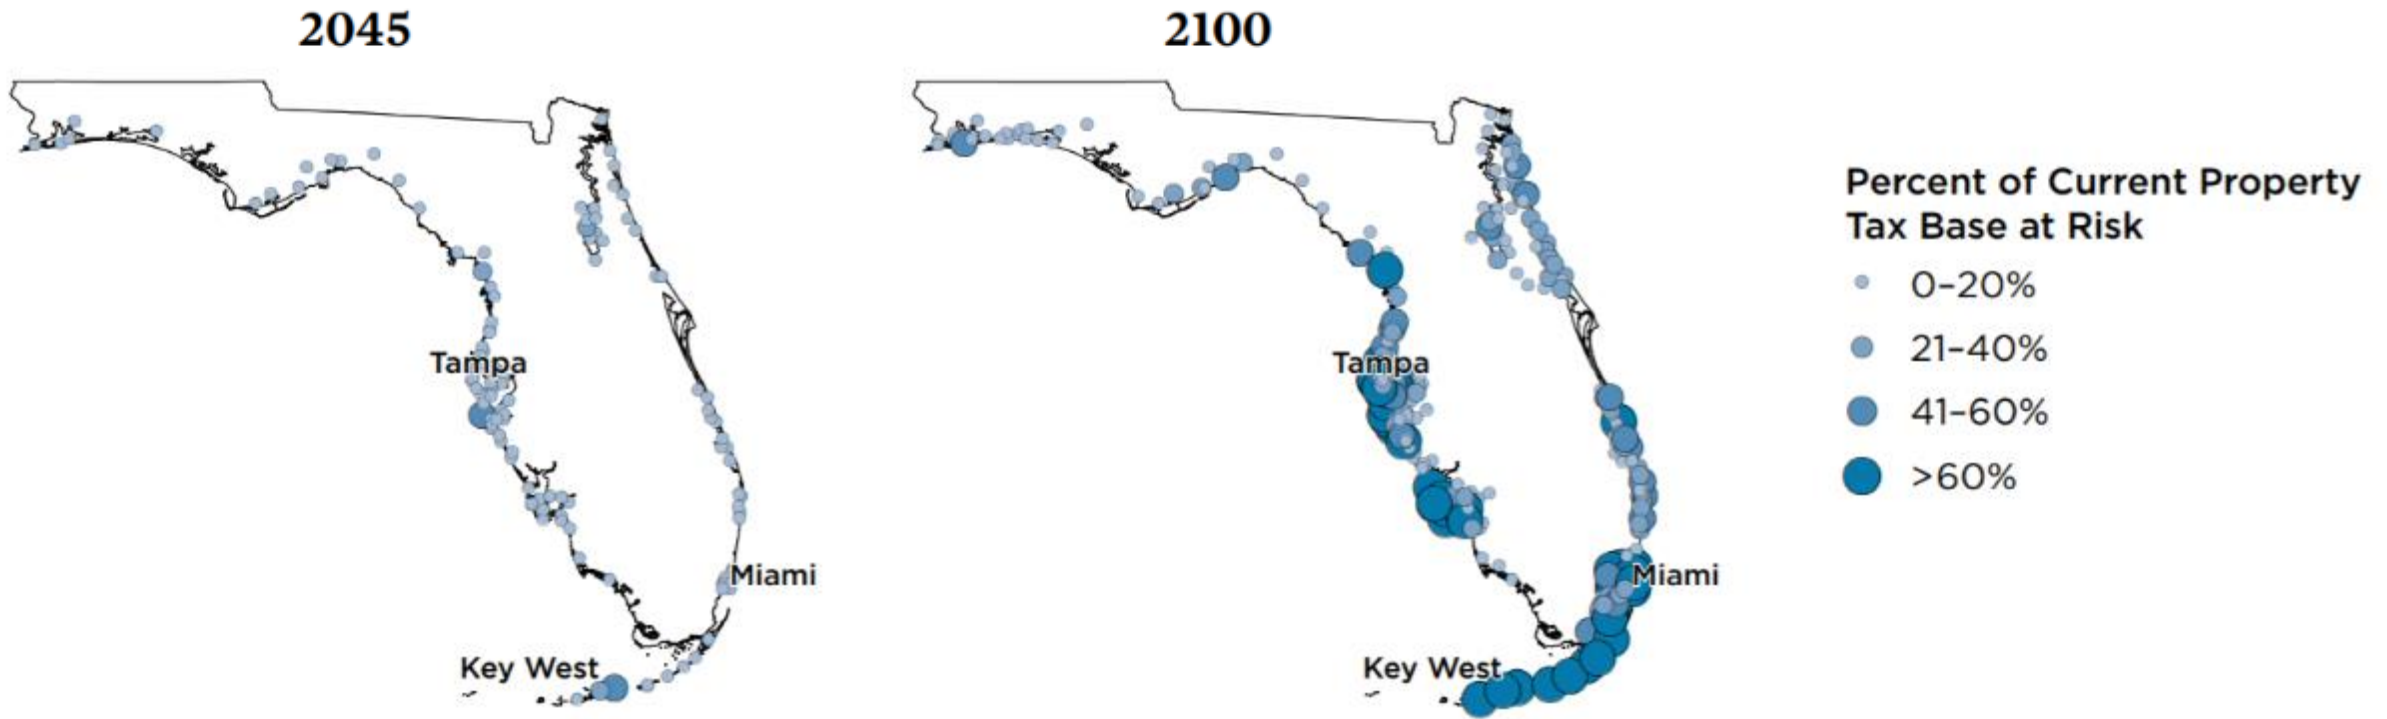 2045
2100
Tampa
Miami
Key West
Tampa
Miami
Key West
Percent of Current Property
Tax Base at Risk
0–20%
21–40%
41–60%
>60%